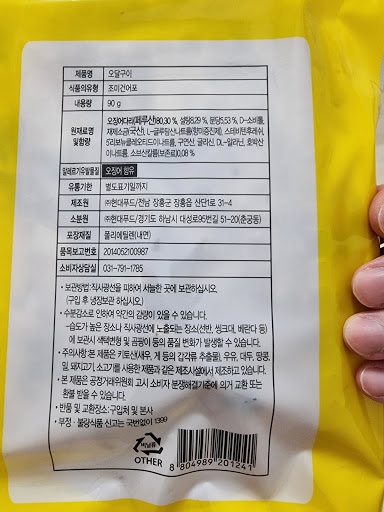 제품명 오달구이
식품의유형 조미건어포
내용량 90 g
원재료명 및함량 오징어다리(페루산)80.30 %, 설탕8.29 %, 분당5.53 %, D-소비톨,
재제소금(국산), L-글루탐산나트륨(향미증진제), 스테비텐후레쉬,
5'리보뉴클레오티드이나트륨, 구연산, 글리신, DL-알라닌, 호박산
이나트륨, 소브산칼륨(보존료)0.08 %
알레르기유발물질 오징어 함유
유통기한 별도표기일까지
제조원 ㈜현대푸드/전남 장흥군 장흥읍 산단1로 31-4
소분원 ㈜현대푸드/경기도 하남시 대성로95번길 51-20(춘궁동)
포장재질 폴리에틸렌(내면)
품목보고번호 2014052100987
소비자상담실 031-791-1785
• 보관방법:직사광선을 피하여 서늘한 곳에 보관하십시오.
(구입 후 냉장보관 하십시오.)
• 수분감소로 인하여 약간의 감량이 있을 수 있습니다.
-습도가 높은 장소나 직사광선에 노출되는 장소(선반, 씽크대, 베란다 등)
에 보관시 색택변형 및 곰팡이 등의 품질 변화가 발생할 수 있습니다.
• 주의사항:본 제품은 키토산(새우, 게 등의 갑각류 추출물), 우유, 대두, 땅콩,
밀, 돼지고기, 소고기를 사용한 제품과 같은 제조시설에서 제조하고 있습니다.
• 본 제품은 공정거래위원회 고시 소비자 분쟁해결기준에 의거 교환 또는
환불 받을 수 있습니다.
• 반품 및 교환장소:구입처 및 본사
• 부정·불량식품 신고는 국번없이 1399
비닐류
OTHER
8 804989 201241